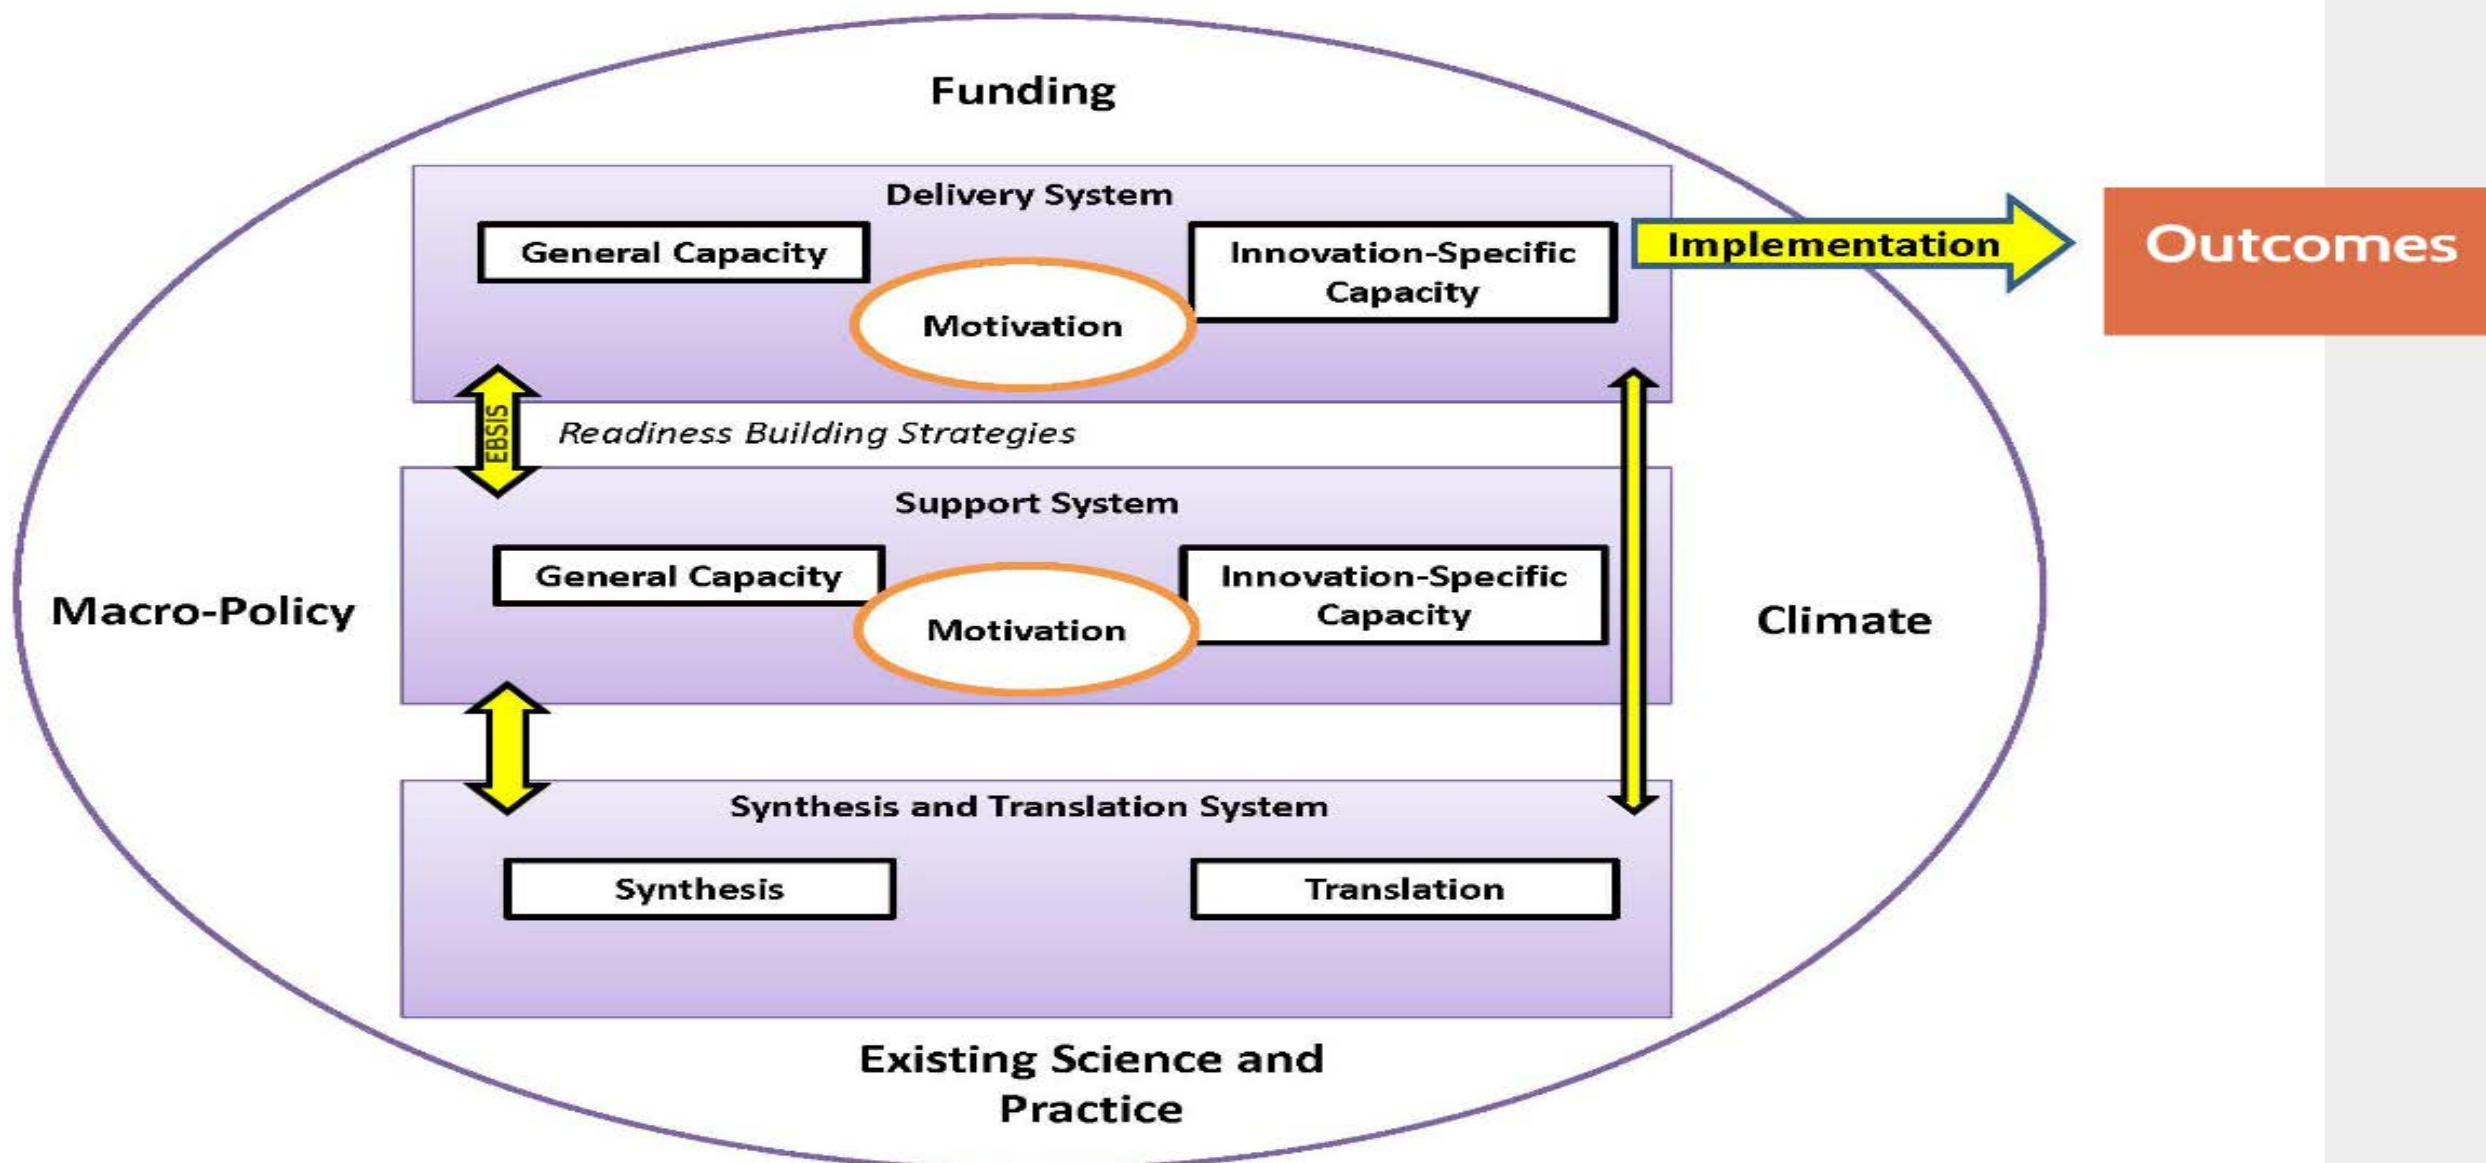 Funding
Delivery System
General Capacity
Innovation-Specific
Capacity
Motivation
Implementation
Outcomes
EBSIS
Readiness Building Strategies
Support System
General Capacity
Innovation-Specific
Capacity
Motivation
Macro-Policy
Climate
Synthesis and Translation System
Synthesis
Translation
Existing Science and
Practice